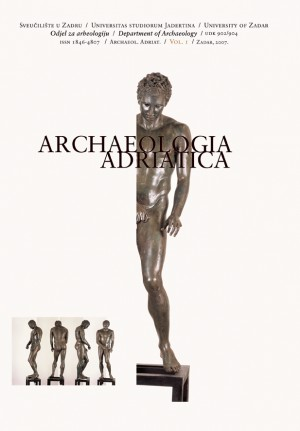 Sveučilište u Zadru / Universitas studiorum Jadertina / University of Zadar
Odjel za arheologiju / Department of Archaeology / UDK 902/904
ISSN 1846-4807 / Archaeol. Adriat. / Vol. 1 / Zadar, 2007.
ARCHAEOLOGIA
ADRIATICA